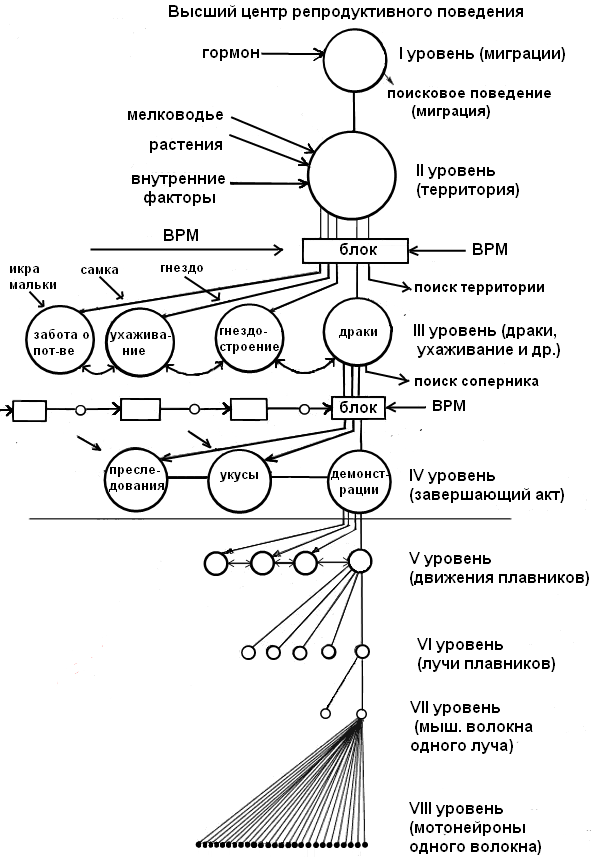 Высший центр репродуктивного поведения
гормон
I уровень (миграции)
поисковое поведение
(миграция)
мелководье
растения
внутренние
факторы
II уровень
(территория)
ВРМ
блок
ВРМ
икра
мальки
самка
гнездо
поиск территории
забота о
пот-ве
ухажива-
ние
гнездо-
строение
драки
III уровень (драки,
ухаживание и др.)
поиск соперника
блок
ВРМ
пресле-
дования
укусы
демонст-
рации
IV уровень
(завершающий акт)
V уровень
(движения плавников)
VI уровень
(лучи плавников)
VII уровень
(мыш. волокна
одного луча)
VIII уровень
(мотонейроны
одного волокна)